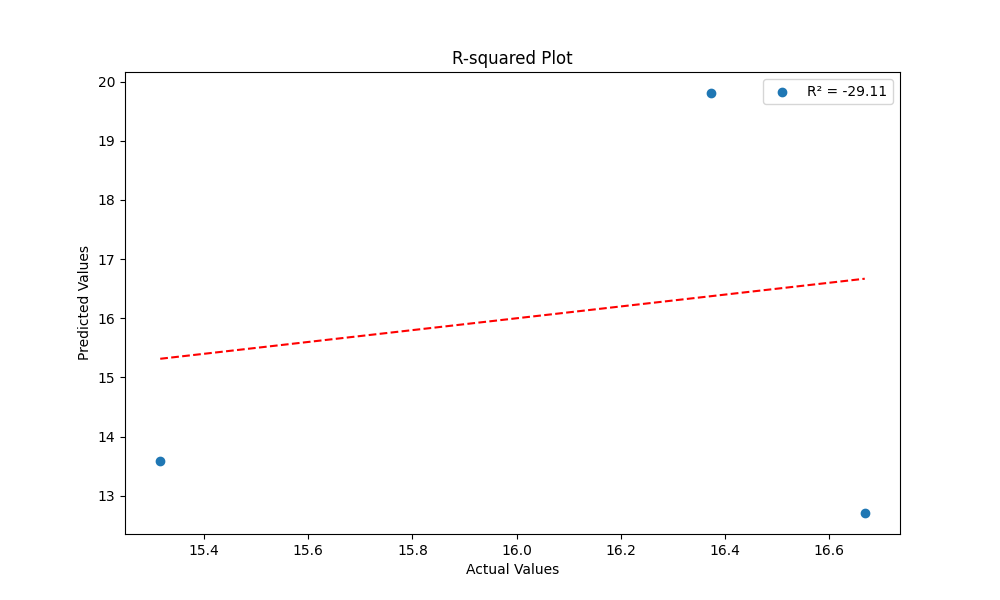 R-squared Plot
R² = -29.11
20
19
18
17
16
15
14
13
Predicted Values
15.4 15.6 15.8 16.0 16.2 16.4 16.6
Actual Values